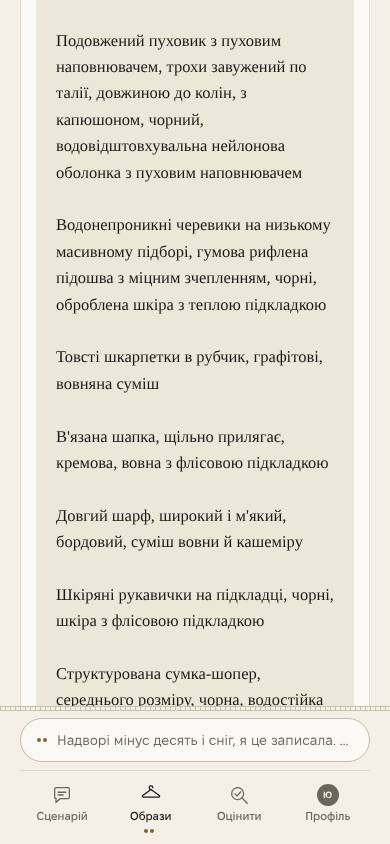 Подовжений пуховик з пуховим
наповнювачем, трохи завужений по
талії, довжиною до колін, з
капюшоном, чорний,
водовідштовхувальна нейлонова
оболонка з пуховим наповнювачем
Водонепроникні черевики на низькому
масивному підборі, гумова рифлена
підошва з міцним зчепленням, чорні,
оброблена шкіра з теплою підкладкою
Товсті шкарпетки в рубчик, графітові,
вовняна суміш
В'язана шапка, щільно прилягає,
кремова, вовна з флісовою підкладкою
Довгий шарф, широкий і м'який,
бордовий, суміш вовни й кашеміру
Шкіряні рукавички на підкладці, чорні,
шкіра з флісовою підкладкою
Структурована сумка-шопер,
середнього розміру, чорна, водостійка
Надворі мінус десять і сніг, я це записала. ...
Сценарій
Образи
Оцінити
Ю
Профіль